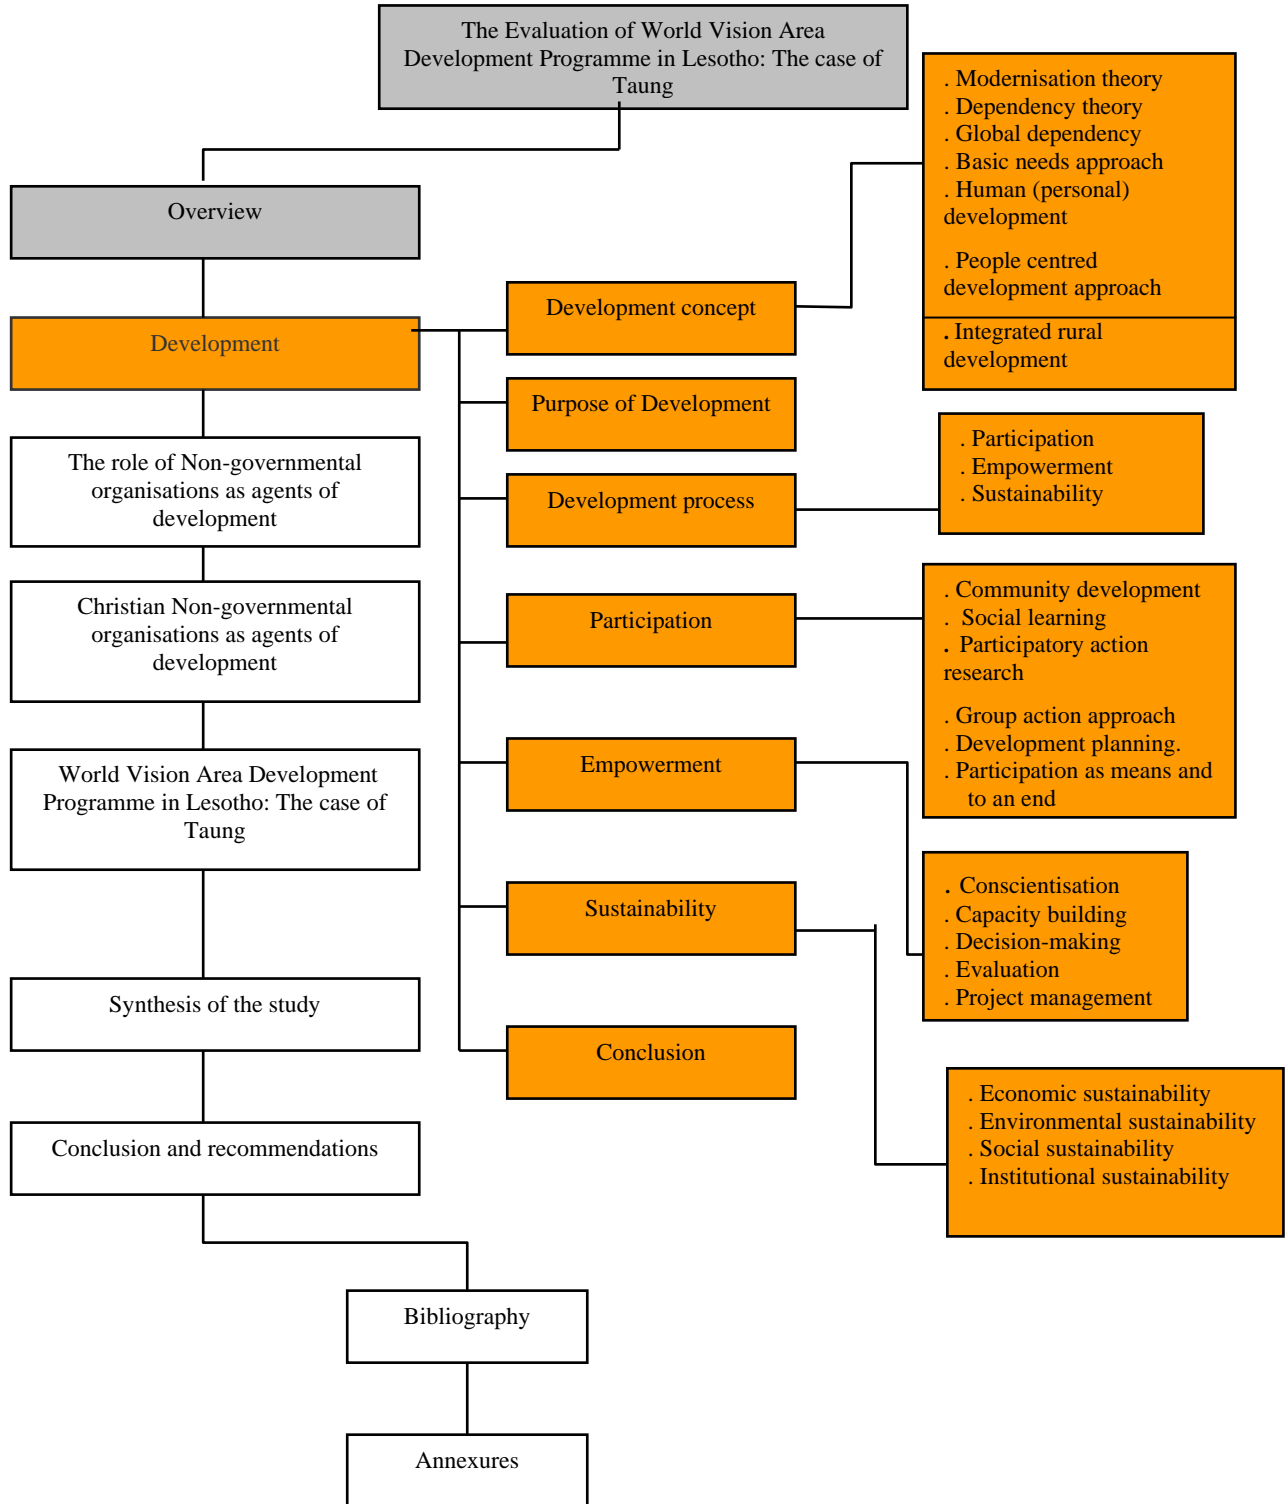 The Evaluation of World Vision Area
Development Programme in Lesotho: The case of
Taung
Overview
Development
The role of Non-governmental
organisations as agents of
development
Christian Non-governmental
organisations as agents of
development
World Vision Area Development
Programme in Lesotho: The case of
Taung
Synthesis of the study
Conclusion and recommendations
Bibliography
Annexures
Development concept
Purpose of Development
Development process
Participation
Empowerment
Sustainability
Conclusion
. Modernisation theory
. Dependency theory
. Global dependency
. Basic needs approach
. Human (personal)
development
. People centred
development approach
. Integrated rural
development
. Participation
. Empowerment
. Sustainability
. Community development
. Social learning
. Participatory action
research
. Group action approach
. Development planning.
. Participation as means and
to an end
. Conscientisation
. Capacity building
. Decision-making
. Evaluation
. Project management
. Economic sustainability
. Environmental sustainability
. Social sustainability
. Institutional sustainability